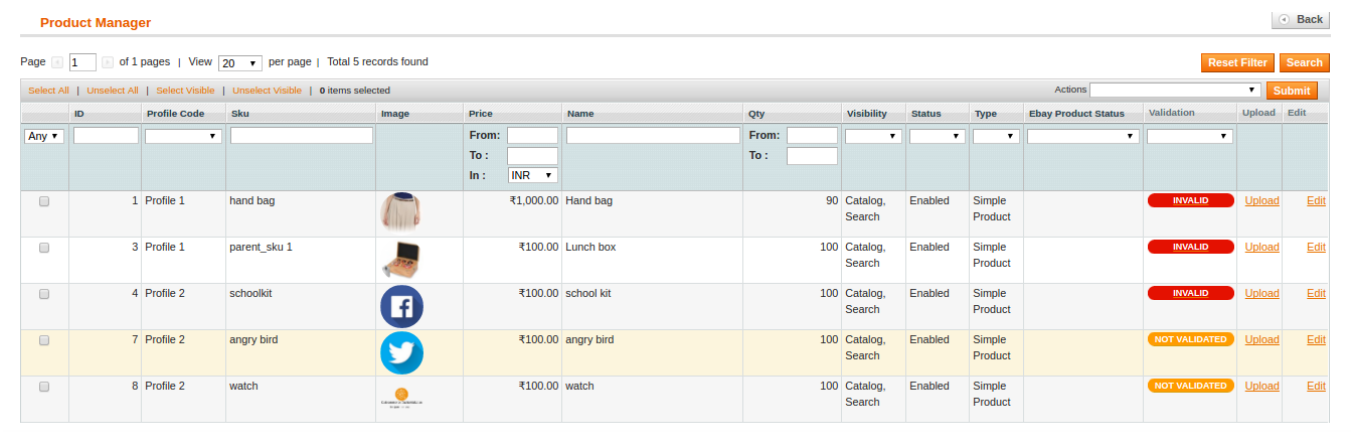 Product Manager
Back
Page 1 of 1 pages | View 20 per page | Total 5 records found
Reset Filter Search
Select All | Unselect All | Select Visible | Unselect Visible | 0 items selected
Actions Submit
ID Profile Code Sku Image Price Name Qty Visibility Status Type Ebay Product Status Validation Upload Edit
Any From: From:
To : To :
In : INR
1 Profile 1 hand bag ₹1,000.00 Hand bag 90 Catalog, Enabled Simple INVALID Upload Edit
Search Product
3 Profile 1 parent_sku 1 ₹100.00 Lunch box 100 Catalog, Enabled Simple INVALID Upload Edit
Search Product
4 Profile 2 schoolkit ₹100.00 school kit 100 Catalog, Enabled Simple INVALID Upload Edit
Search Product
7 Profile 2 angry bird ₹100.00 angry bird 100 Catalog, Enabled Simple NOT VALIDATED Upload Edit
Search Product
8 Profile 2 watch ₹100.00 watch 100 Catalog, Enabled Simple NOT VALIDATED Upload Edit
Search Product